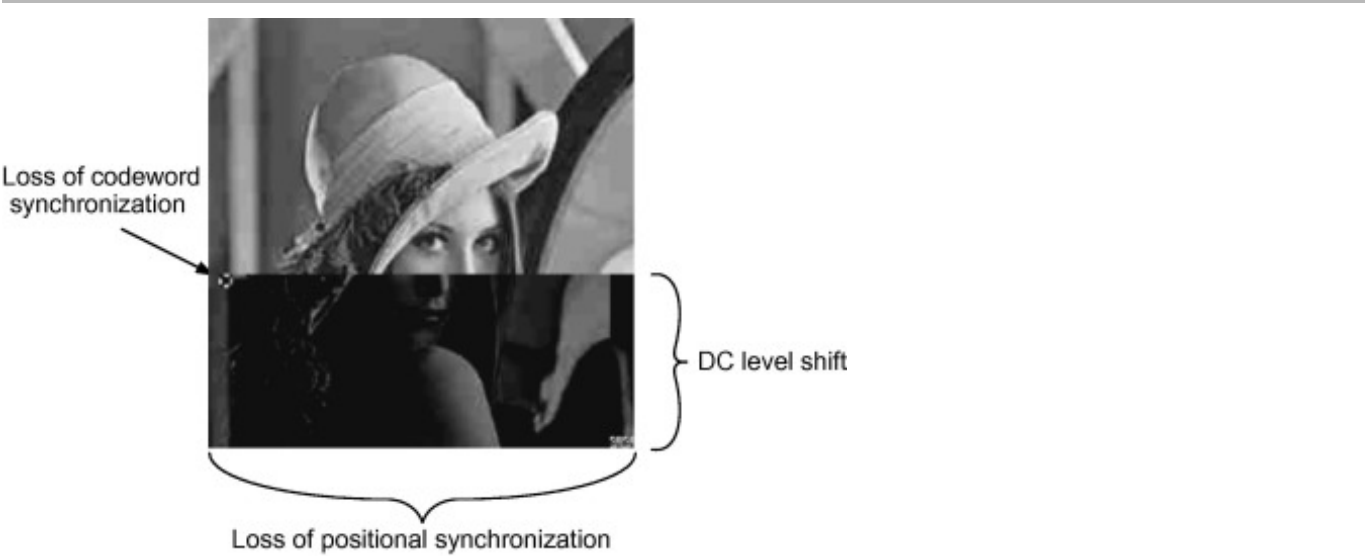 Loss of codeword
synchronization
DC level shift
Loss of positional synchronization